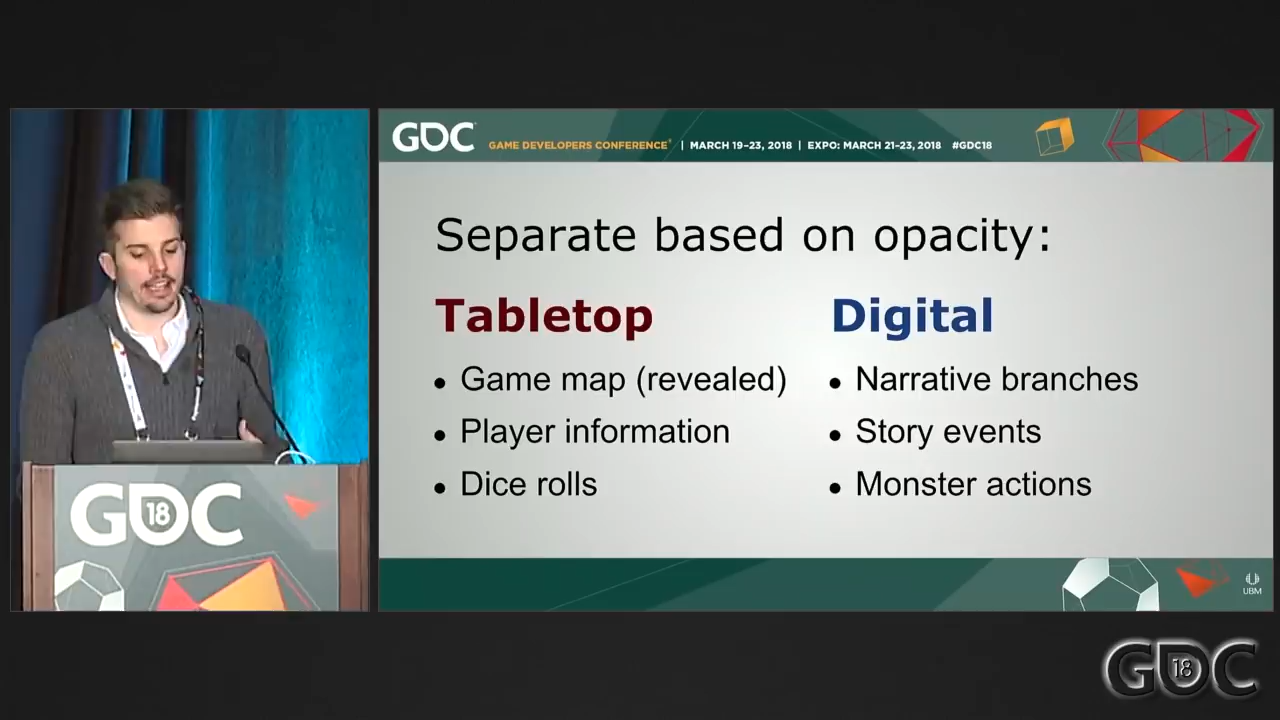 GDC
GAME DEVELOPERS CONFERENCE® | MARCH 19–23, 2018 | EXPO: MARCH 21–23, 2018 #GDC18
Separate based on opacity:
Tabletop
• Game map (revealed)
• Player information
• Dice rolls
Digital
• Narrative branches
• Story events
• Monster actions
UBM
GDC
18
GDC
18